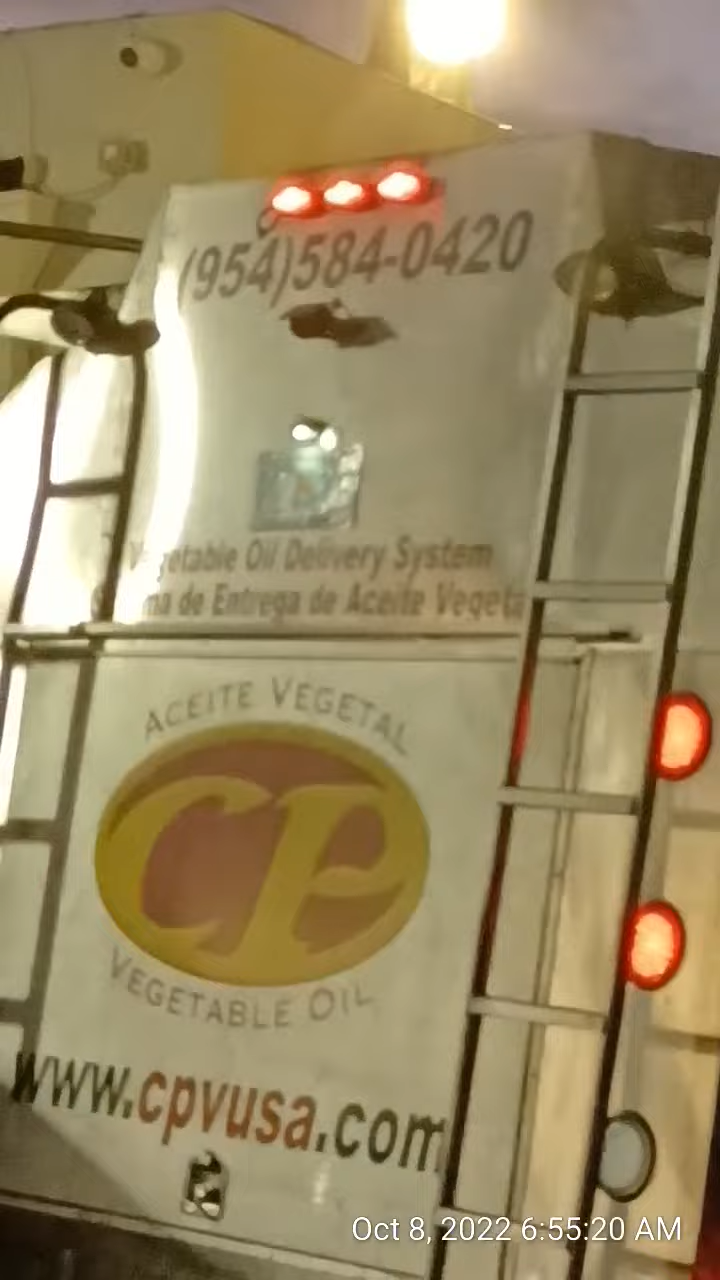 (954)584-0420
Vegetable Oil Delivery System
de Entrega de Aceite Vegetal
ACEITE VEGETAL
CP
VEGETABLE OIL
www.cpvusa.com
Oct 8, 2022 6:55:20 AM